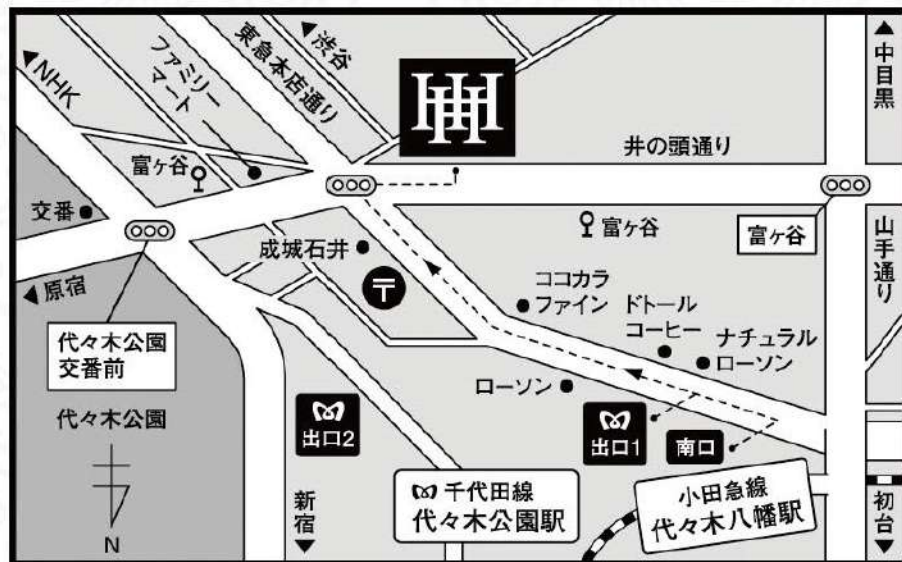 NHK
ファミリー
マート
東急本店通り
渋谷
HH
中目黒
井の頭通り
富ヶ谷
交番
富ヶ谷
富ヶ谷
山手通り
原宿
成城石井
〒
ココカラ
ファイン
ドトール
コーヒー
ナチュラル
ローソン
代々木公園
交番前
ローソン
代々木公園
出口2
出口1
南口
千代田線
代々木公園駅
小田急線
代々木八幡駅
新宿
初台
N